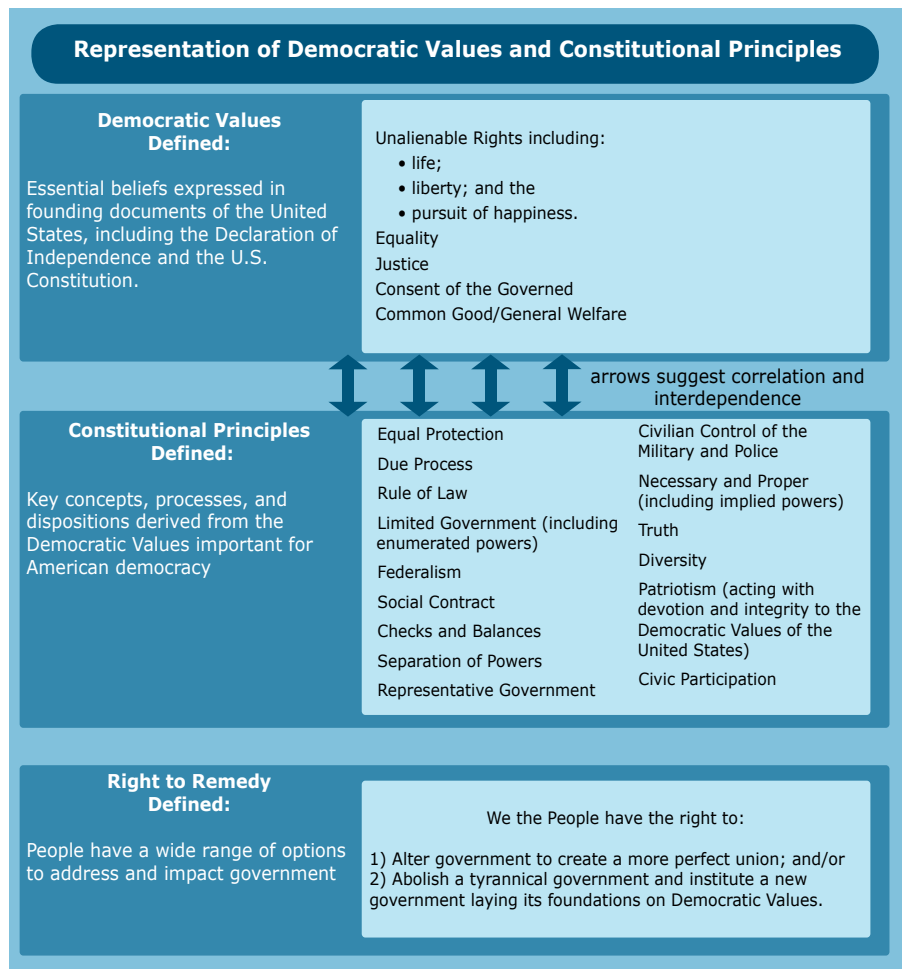 Representation of Democratic Values and Constitutional Principles
Democratic Values
Defined:
Essential beliefs expressed in
founding documents of the United
States, including the Declaration of
Independence and the U.S.
Constitution.
Unalienable Rights including:
• life;
• liberty; and the
• pursuit of happiness.
Equality
Justice
Consent of the Governed
Common Good/General Welfare
arrows suggest correlation and
interdependence
Constitutional Principles
Defined:
Key concepts, processes, and
dispositions derived from the
Democratic Values important for
American democracy
Equal Protection
Due Process
Rule of Law
Limited Government (including
enumerated powers)
Federalism
Social Contract
Checks and Balances
Separation of Powers
Representative Government
Civilian Control of the
Military and Police
Necessary and Proper
(including implied powers)
Truth
Diversity
Patriotism (acting with
devotion and integrity to the
Democratic Values of the
United States)
Civic Participation
Right to Remedy
Defined:
People have a wide range of options
to address and impact government
We the People have the right to:
1) Alter government to create a more perfect union; and/or
2) Abolish a tyrannical government and institute a new
government laying its foundations on Democratic Values.